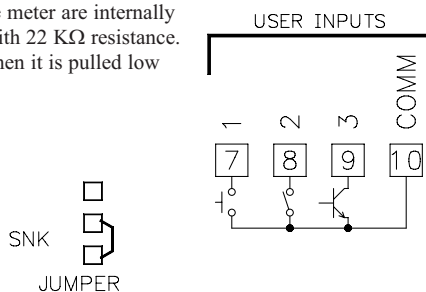 e meter are internally
ith 22 KΩ resistance.
hen it is pulled low
USER INPUTS
1 2 3 COMM
7 8 9 10
SNK
JUMPER